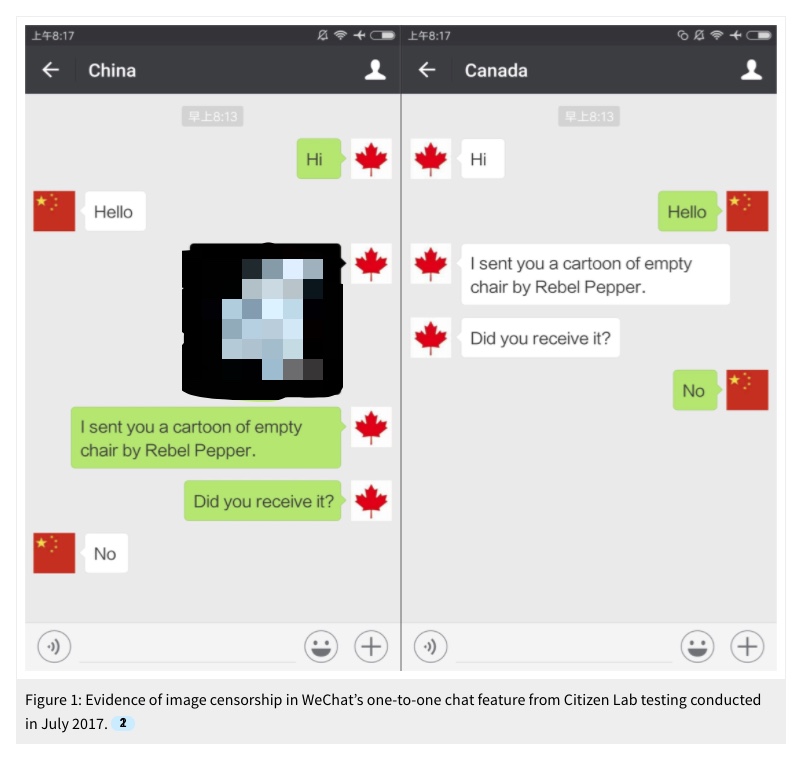 上午8:17
China
早上8:13
Hi
Hello
I sent you a cartoon of empty
chair by Rebel Pepper.
Did you receive it?
No
上午8:17
Canada
早上8:13
Hi
Hello
I sent you a cartoon of empty
chair by Rebel Pepper.
Did you receive it?
No
Figure 1: Evidence of image censorship in WeChat’s one-to-one chat feature from Citizen Lab testing conducted
in July 2017. 2